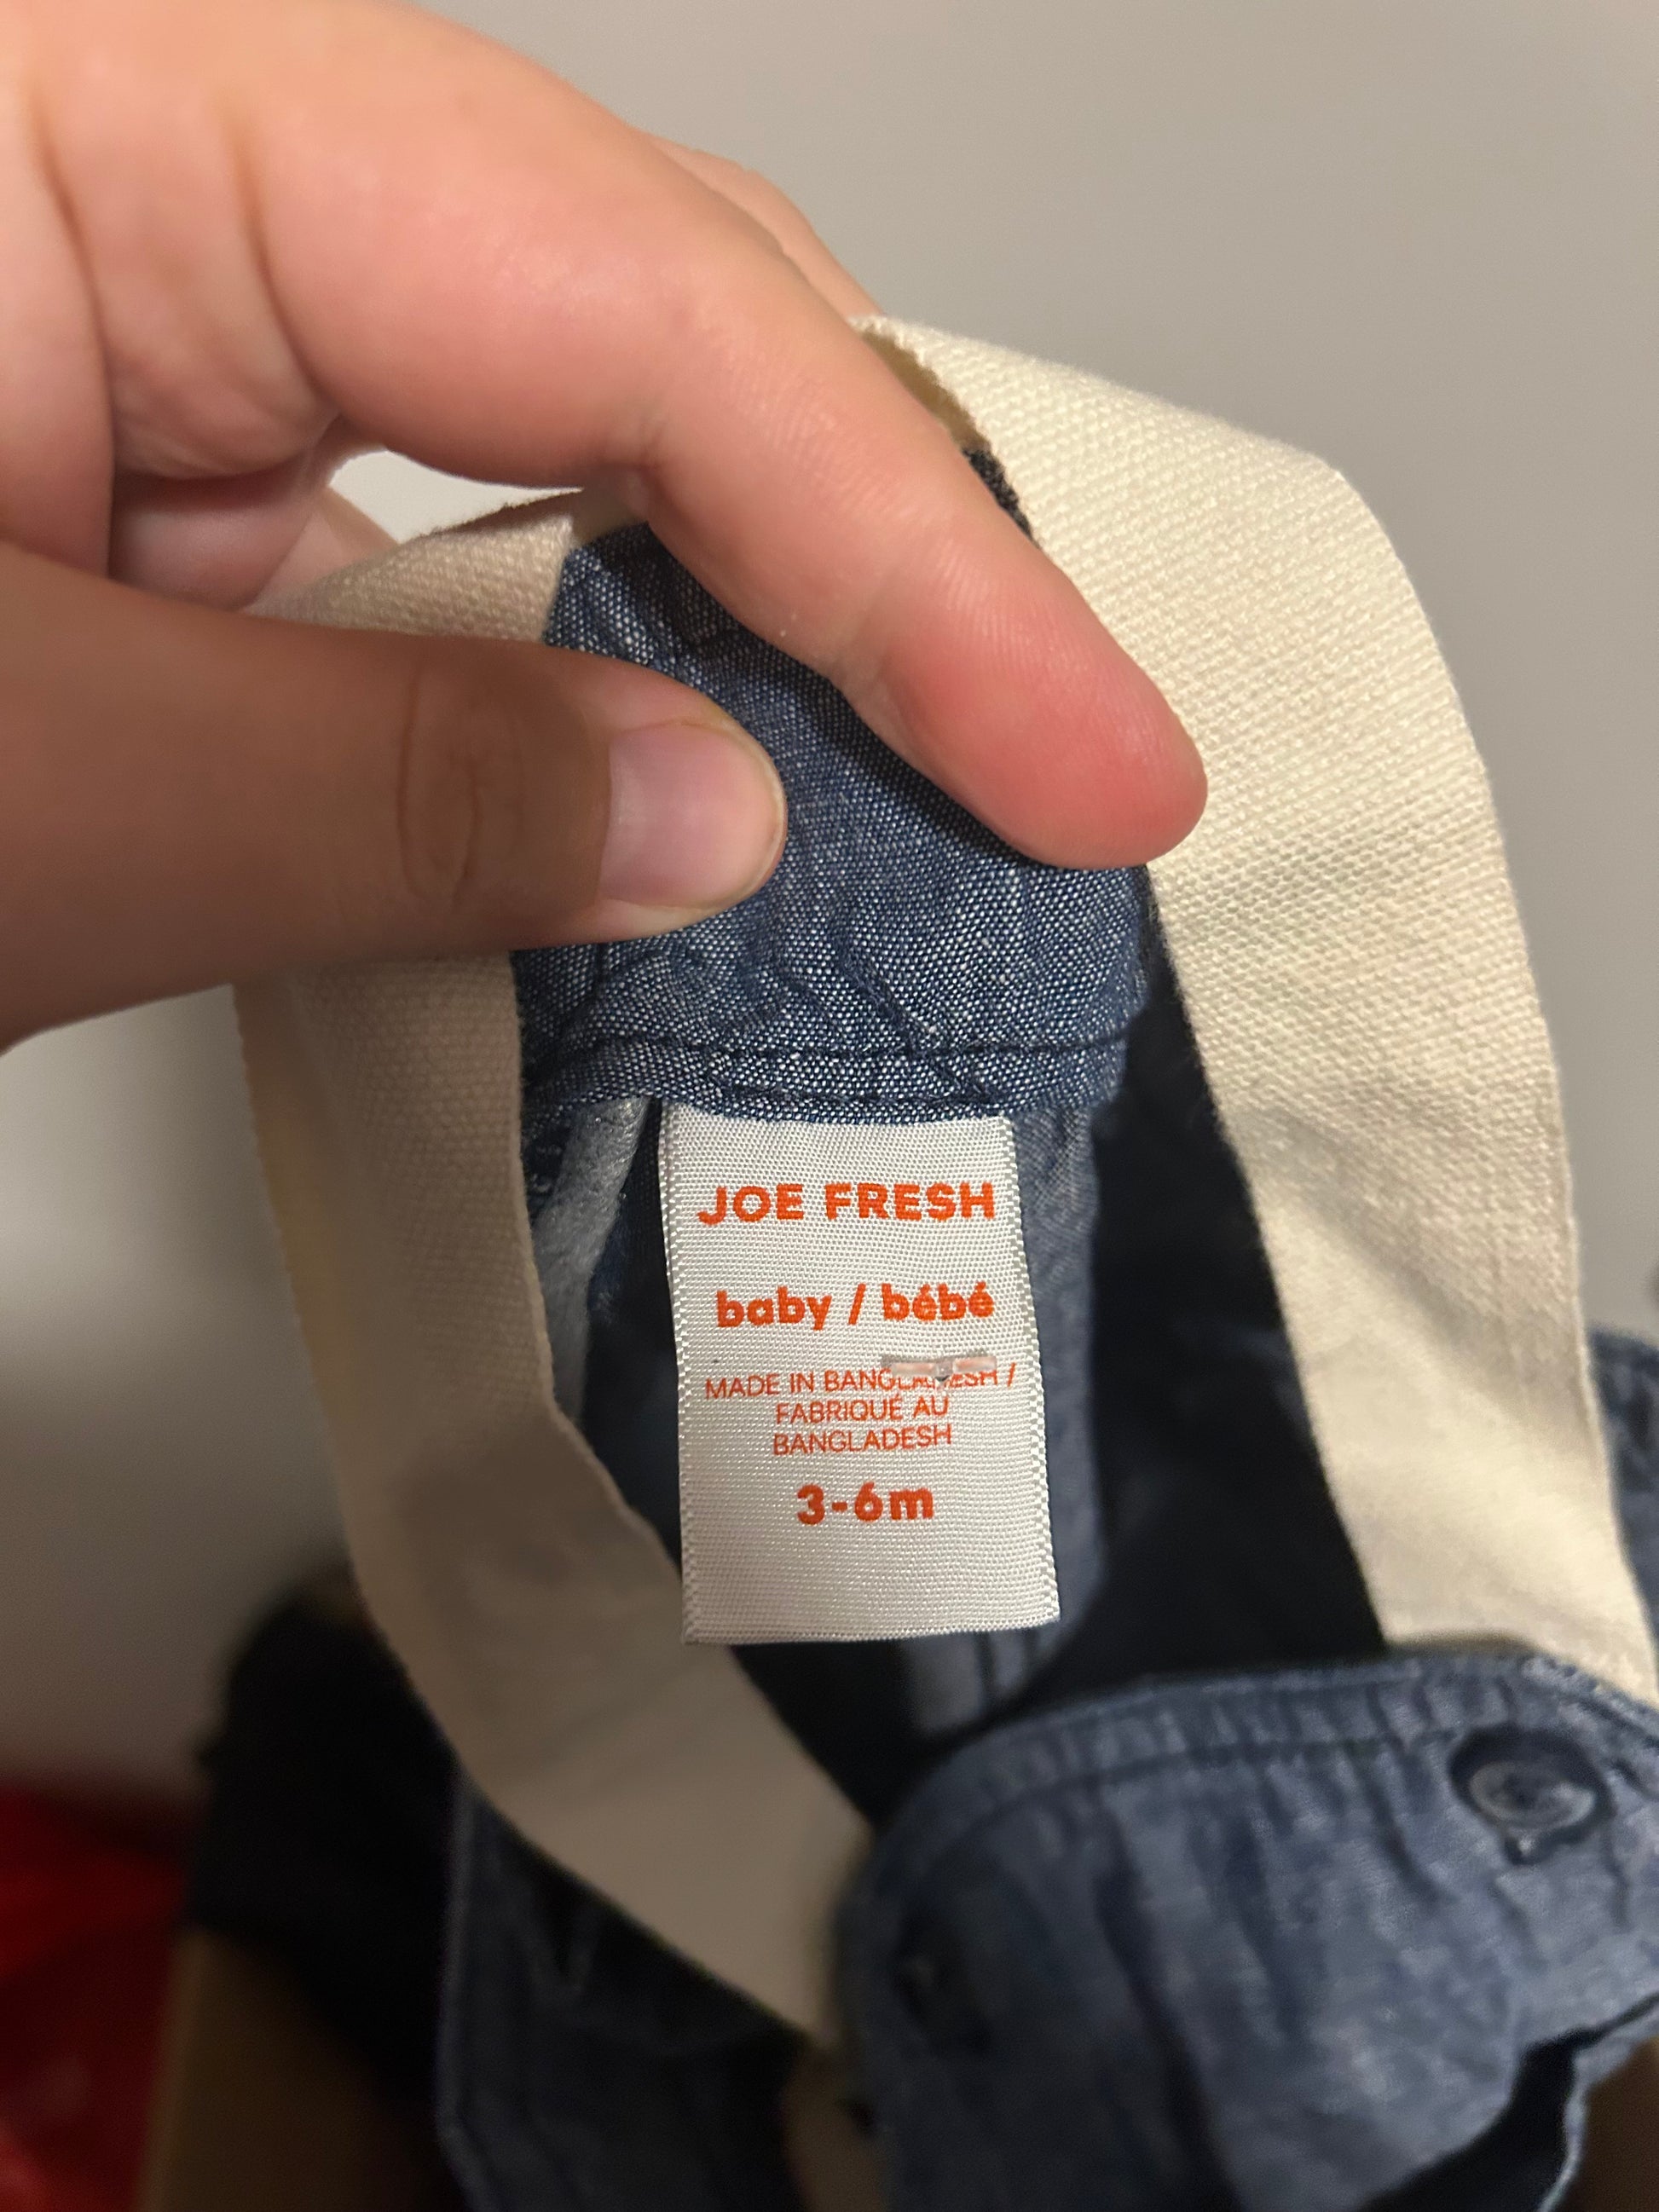 JOE FRESH
baby / bébé
MADE IN BANGLADESH /
FABRIQUÉ AU
BANGLADESH
3-6m